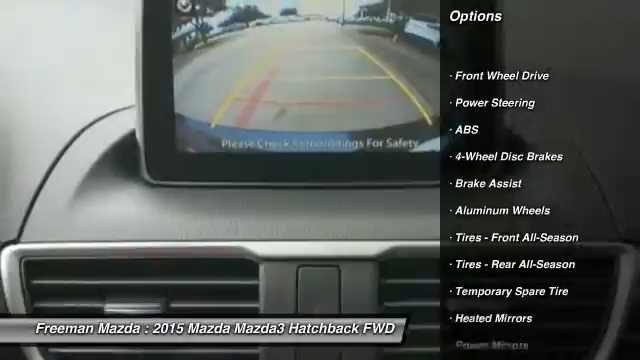 Options
Please Check Surroundings For Safety
· Front Wheel Drive
· Power Steering
· ABS
· 4-Wheel Disc Brakes
· Brake Assist
· Aluminum Wheels
· Tires - Front All-Season
· Tires - Rear All-Season
· Temporary Spare Tire
· Heated Mirrors
· Power Mirrors
Freeman Mazda : 2015 Mazda Mazda3 Hatchback FWD